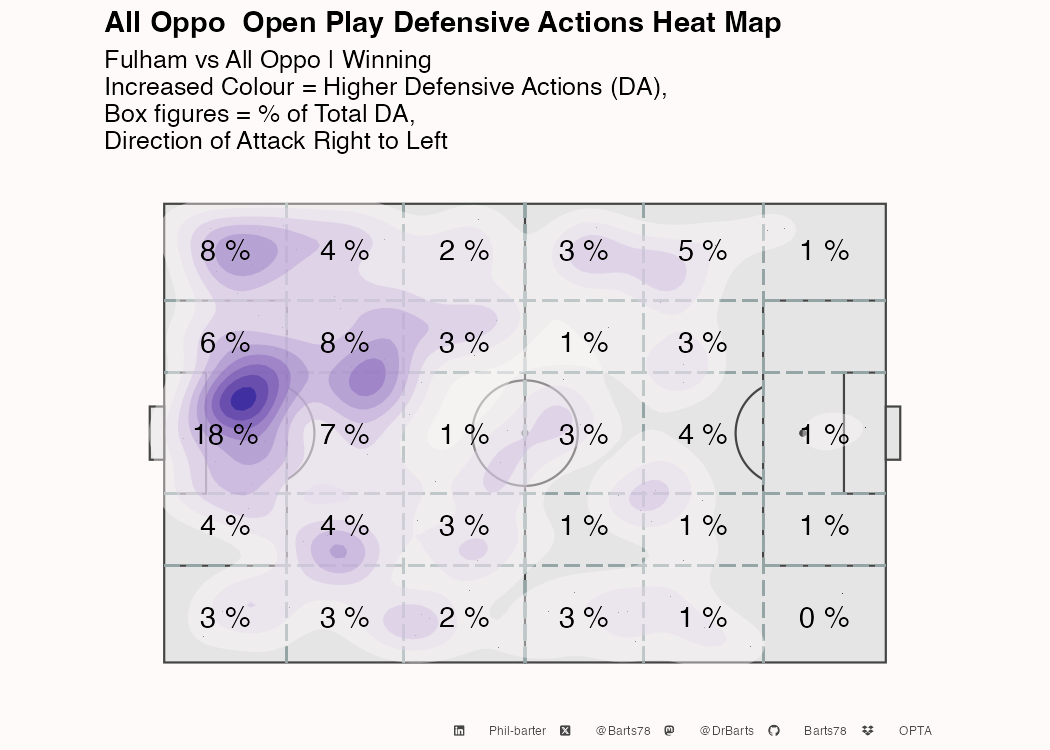 All Oppo  Open Play Defensive Actions Heat Map
Fulham vs All Oppo | Winning
Increased Colour = Higher Defensive Actions (DA),
Box figures = % of Total DA,
Direction of Attack Right to Left
8 % 4 % 2 % 3 % 5 % 1 %
6 % 8 % 3 % 1 % 3 %
18 % 7 % 1 % 3 % 4 % 1 %
4 % 4 % 3 % 1 % 1 % 1 %
3 % 3 % 2 % 3 % 1 % 0 %
Phil-barter @Barts78 @DrBarts Barts78 OPTA